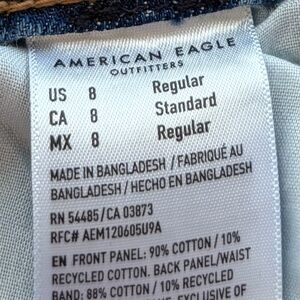 AMERICAN EAGLE
OUTFITTERS
US 8 Regular
CA 8 Standard
MX 8 Regular
MADE IN BANGLADESH / FABRIQUÉ AU
BANGLADESH / HECHO EN BANGLADESH
RN 54485/CA 03873
RFC# AEM120605U9A
EN FRONT PANEL: 90% COTTON / 10%
RECYCLED COTTON. BACK PANEL/WAIST
BAND: 88% COTTON / 10% RECYCLED
EXCLUSIVE OF